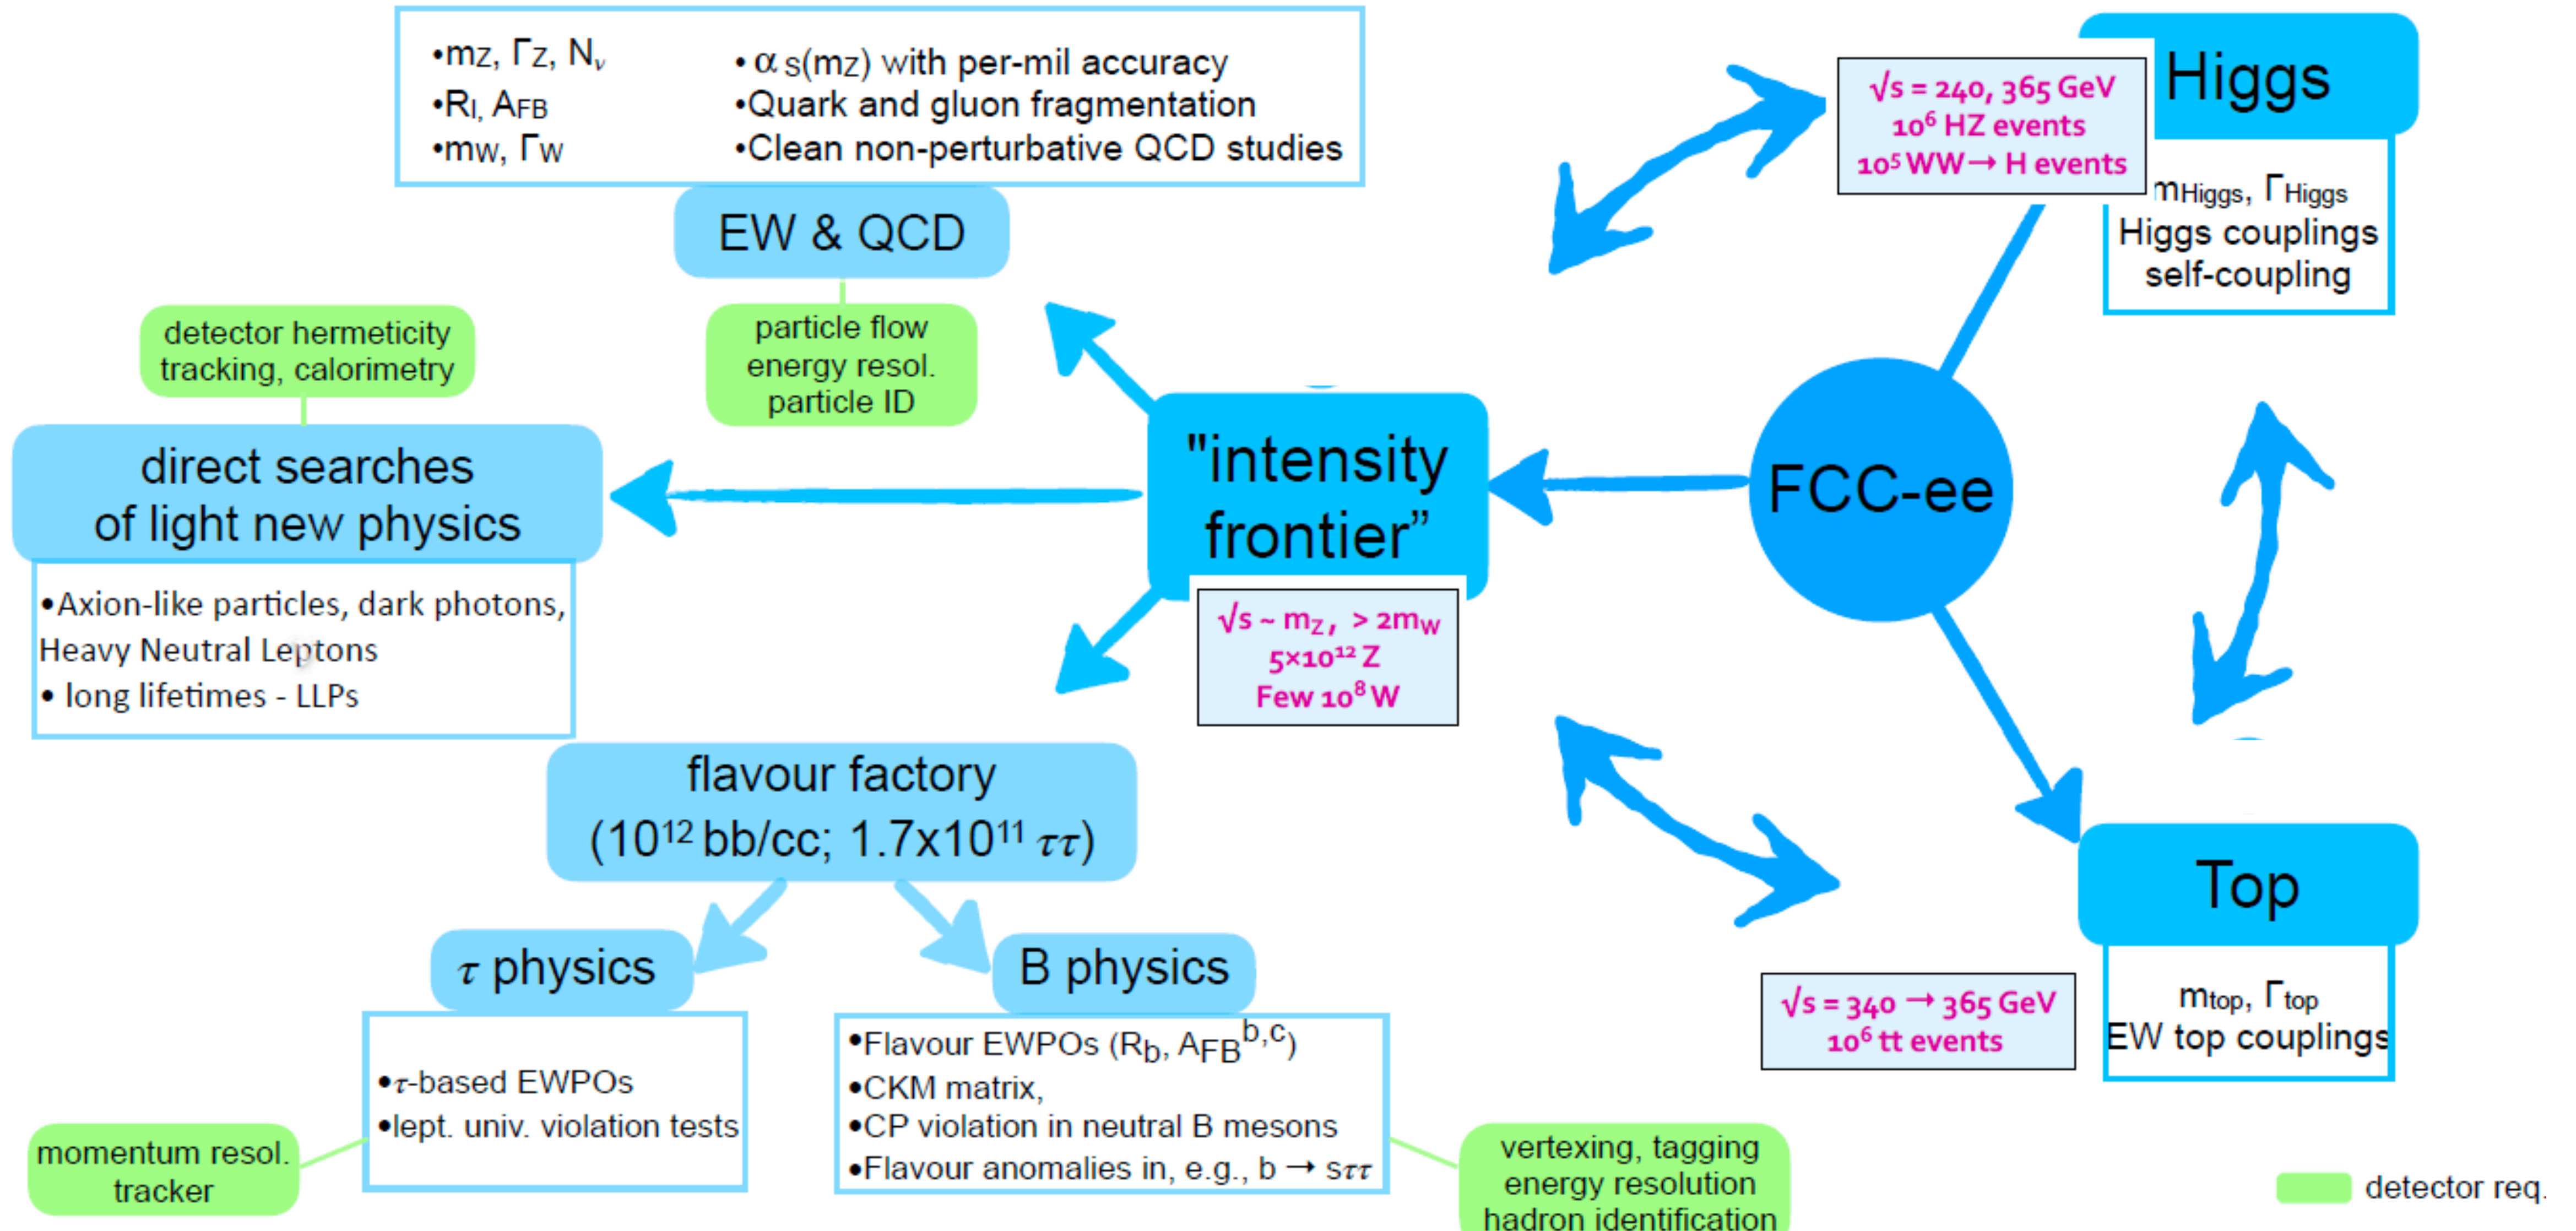 •mZ, ΓZ, Nν
•Rl, AFB
•mW, ΓW
• αs(mZ) with per-mil accuracy
•Quark and gluon fragmentation
•Clean non-perturbative QCD studies
EW & QCD
particle flow
energy resol.
particle ID
detector hermeticity
tracking, calorimetry
direct searches
of light new physics
•Axion-like particles, dark photons,
Heavy Neutral Leptons
• long lifetimes - LLPs
"intensity
frontier”
√s ~ mZ, > 2mW
5×10¹² Z
Few 10⁸ W
FCC-ee
√s = 240, 365 GeV
10⁶ HZ events
10⁵ WW → H events
Higgs
mHiggs, ΓHiggs
Higgs couplings
self-coupling
flavour factory
(10¹² bb/cc; 1.7x10¹¹ ττ)
τ physics
•τ-based EWPOs
•lept. univ. violation tests
momentum resol.
tracker
B physics
•Flavour EWPOs (Rb, AFBᵇ,ᶜ)
•CKM matrix,
•CP violation in neutral B mesons
•Flavour anomalies in, e.g., b → sττ
vertexing, tagging
energy resolution
hadron identification
Top
√s = 340 → 365 GeV
10⁶ tt events
mtop, Γtop
EW top couplings
detector req.